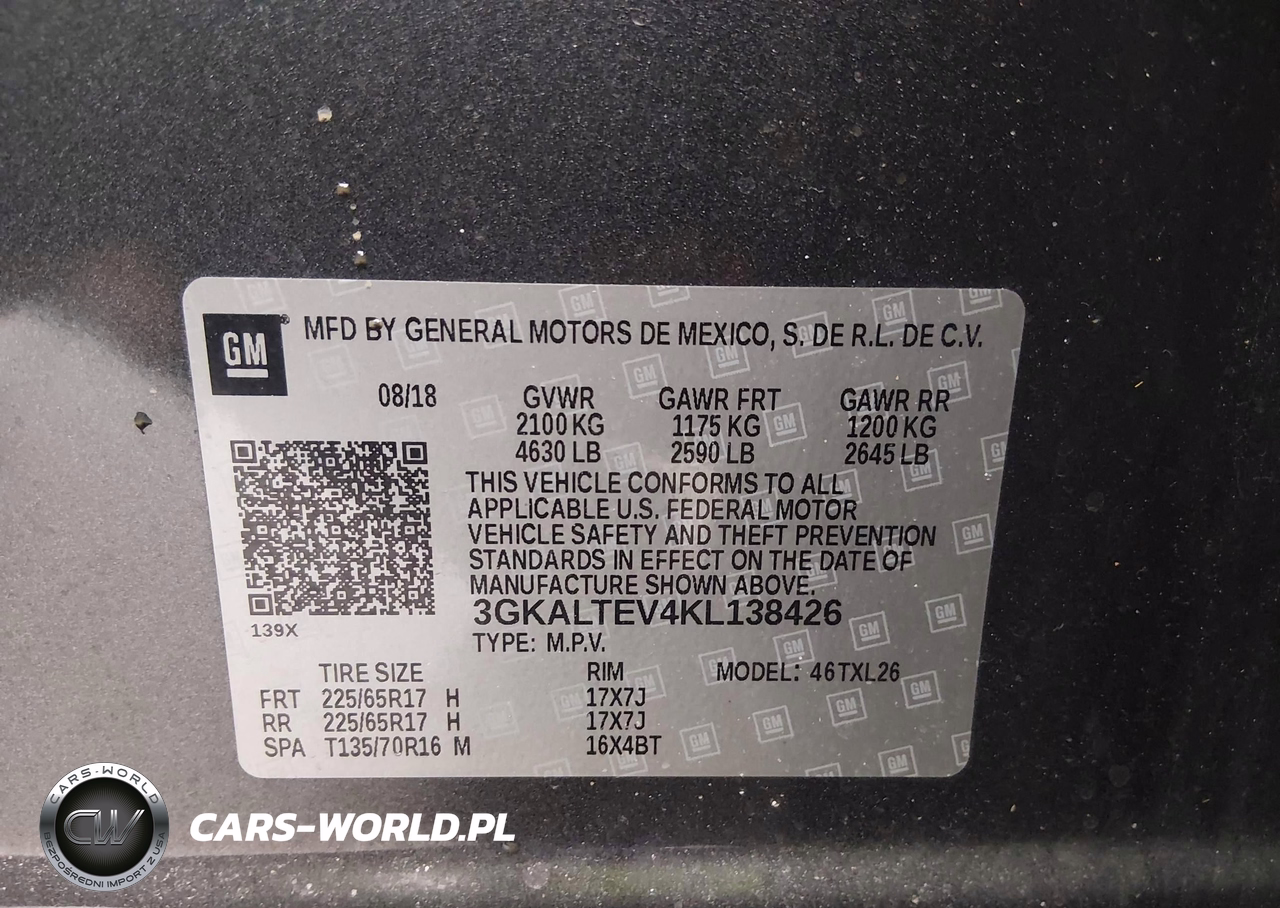 GM
MFD BY GENERAL MOTORS DE MEXICO, S. DE R.L. DE C.V.
08/18 GVWR GAWR FRT GAWR RR
2100 KG 1175 KG 1200 KG
4630 LB 2590 LB 2645 LB
THIS VEHICLE CONFORMS TO ALL
APPLICABLE U.S. FEDERAL MOTOR
VEHICLE SAFETY AND THEFT PREVENTION
STANDARDS IN EFFECT ON THE DATE OF
MANUFACTURE SHOWN ABOVE.
3GKALTEV4KL138426
139X
TYPE: M.P.V.
TIRE SIZE RIM MODEL: 46TXL26
FRT 225/65R17 H 17X7J
RR 225/65R17 H 17X7J
SPA T135/70R16 M 16X4BT
CARS-WORLD
CW
BEZPOŚREDNI IMPORT Z USA
CARS-WORLD.PL